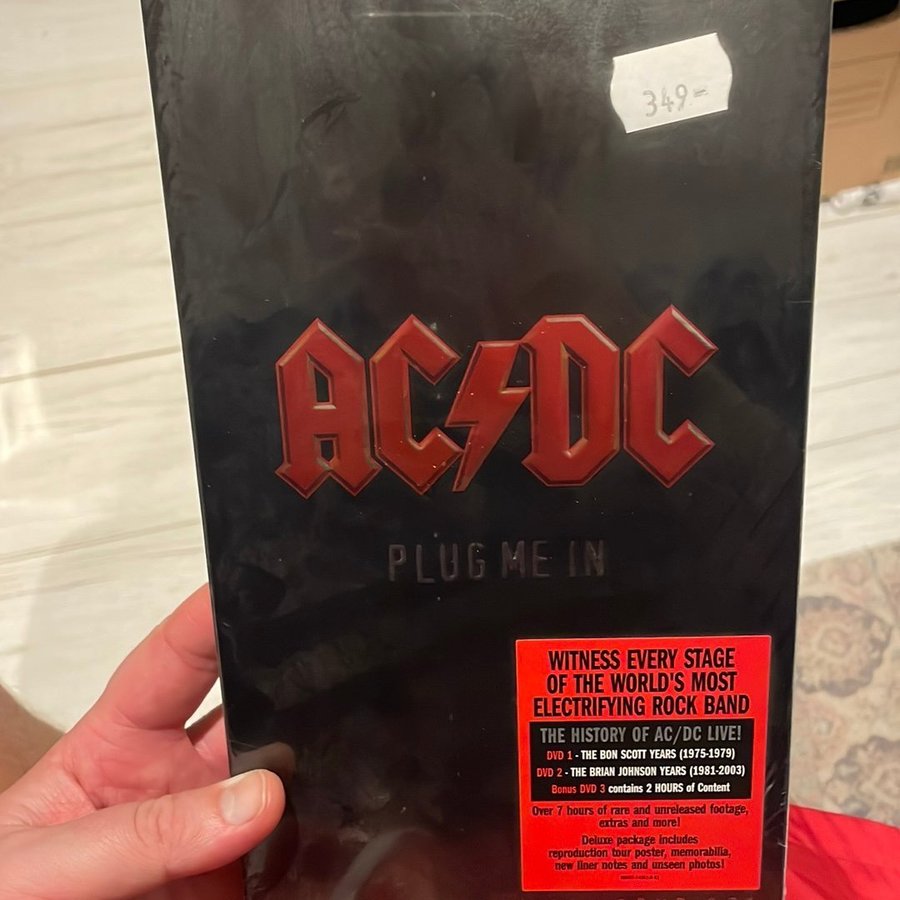 349-
AC/DC
PLUG ME IN
WITNESS EVERY STAGE
OF THE WORLD'S MOST
ELECTRIFYING ROCK BAND
THE HISTORY OF AC/DC LIVE!
DVD 1 - THE BON SCOTT YEARS (1975-1979)
DVD 2 - THE BRIAN JOHNSON YEARS (1981-2003)
Bonus DVD 3 contains 2 HOURS of Content
Over 7 hours of rare and unreleased footage,
extras and more!
Deluxe package includes
reproduction tour poster, memorabilia,
new liner notes and unseen photos!